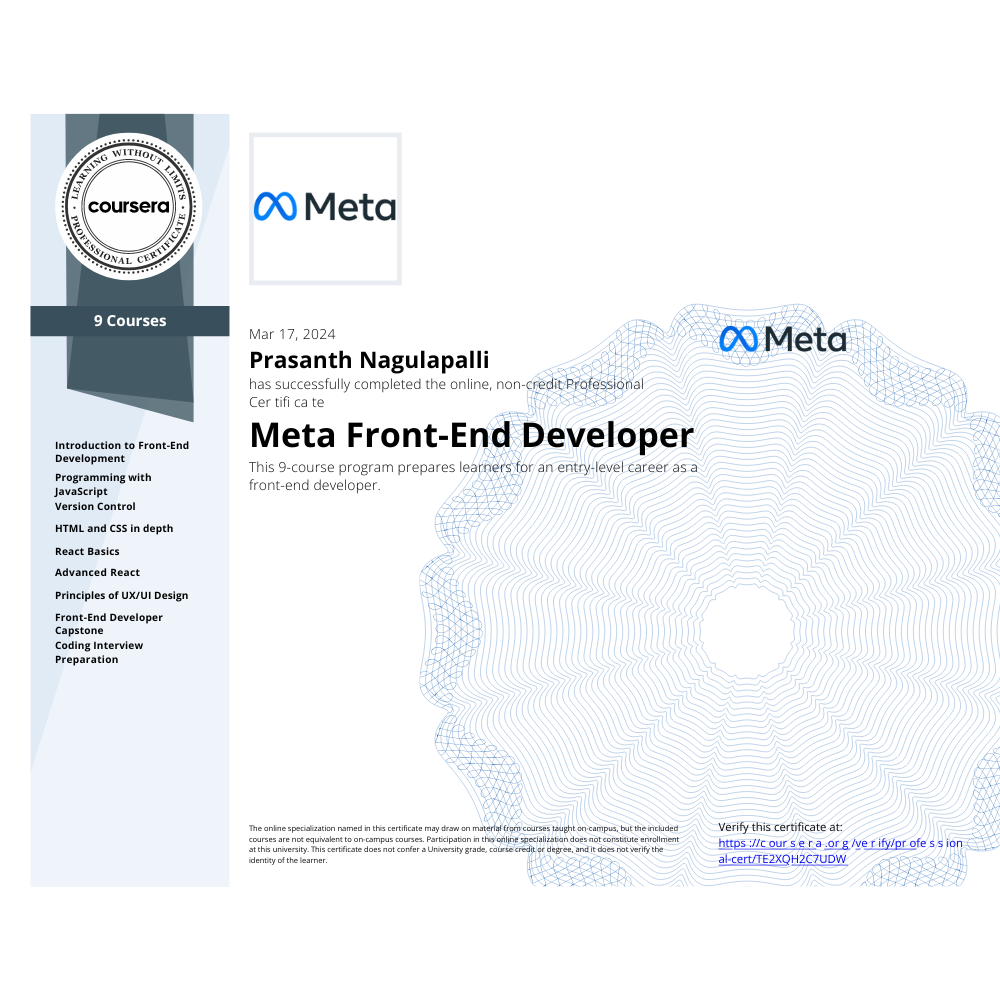 LEARNING WITHOUT LIMITS
coursera
PROFESSIONAL CERTIFICATE
9 Courses
Introduction to Front-End
Development
Programming with
JavaScript
Version Control
HTML and CSS in depth
React Basics
Advanced React
Principles of UX/UI Design
Front-End Developer
Capstone
Coding Interview
Preparation
Meta
Mar 17, 2024
Prasanth Nagulapalli
has successfully completed the online, non-credit Professional
Cer tifi ca te
Meta Front-End Developer
This 9-course program prepares learners for an entry-level career as a
front-end developer.
Meta
The online specialization named in this certificate may draw on material from courses taught on-campus, but the included
courses are not equivalent to on-campus courses. Participation in this online specialization does not constitute enrollment
at this university. This certificate does not confer a University grade, course credit or degree, and it does not verify the
identity of the learner.
Verify this certificate at:
https ://c our s e r a .or g /ve r ify/pr ofe s s ion
al-cert/TE2XQH2C7UDW